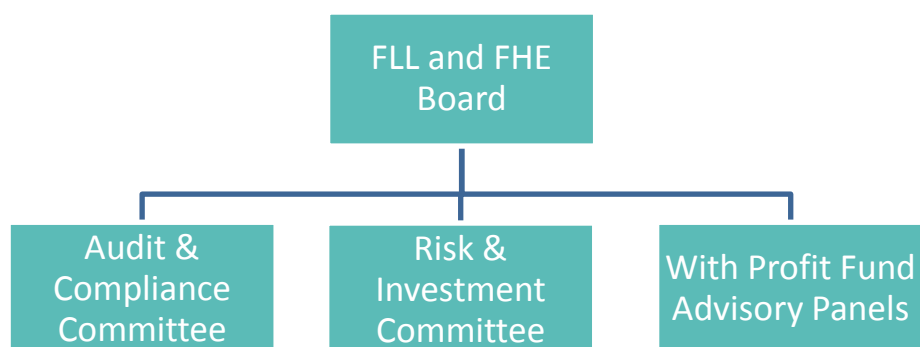 FLL and FHE
Board
Audit &
Compliance
Committee
Risk &
Investment
Committee
With Profit Fund
Advisory Panels